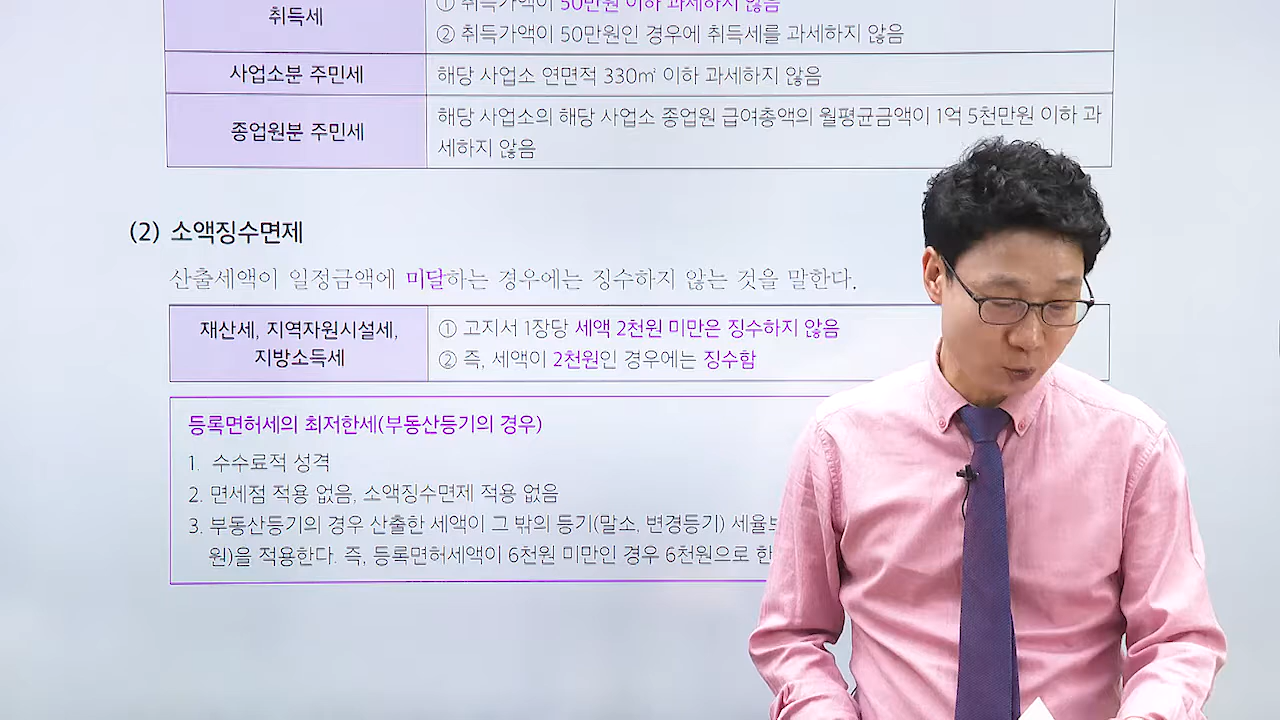 취득세
① 취득가액이 50만원 이하 과세하지 않음
② 취득가액이 50만원인 경우에 취득세를 과세하지 않음
사업소분 주민세
해당 사업소 연면적 330㎡ 이하 과세하지 않음
종업원분 주민세
해당 사업소의 해당 사업소 종업원 급여총액의 월평균금액이 1억 5천만원 이하 과
세하지 않음
(2) 소액징수면제
산출세액이 일정금액에 미달하는 경우에는 징수하지 않는 것을 말한다.
재산세, 지역자원시설세,
지방소득세
① 고지서 1장당 세액 2천원 미만은 징수하지 않음
② 즉, 세액이 2천원인 경우에는 징수함
등록면허세의 최저한세(부동산등기의 경우)
1. 수수료적 성격
2. 면세점 적용 없음, 소액징수면제 적용 없음
3. 부동산등기의 경우 산출한 세액이 그 밖의 등기(말소, 변경등기)
원)을 적용한다. 즉, 등록면허세액이 6천원 미만인 경우 6천원으로